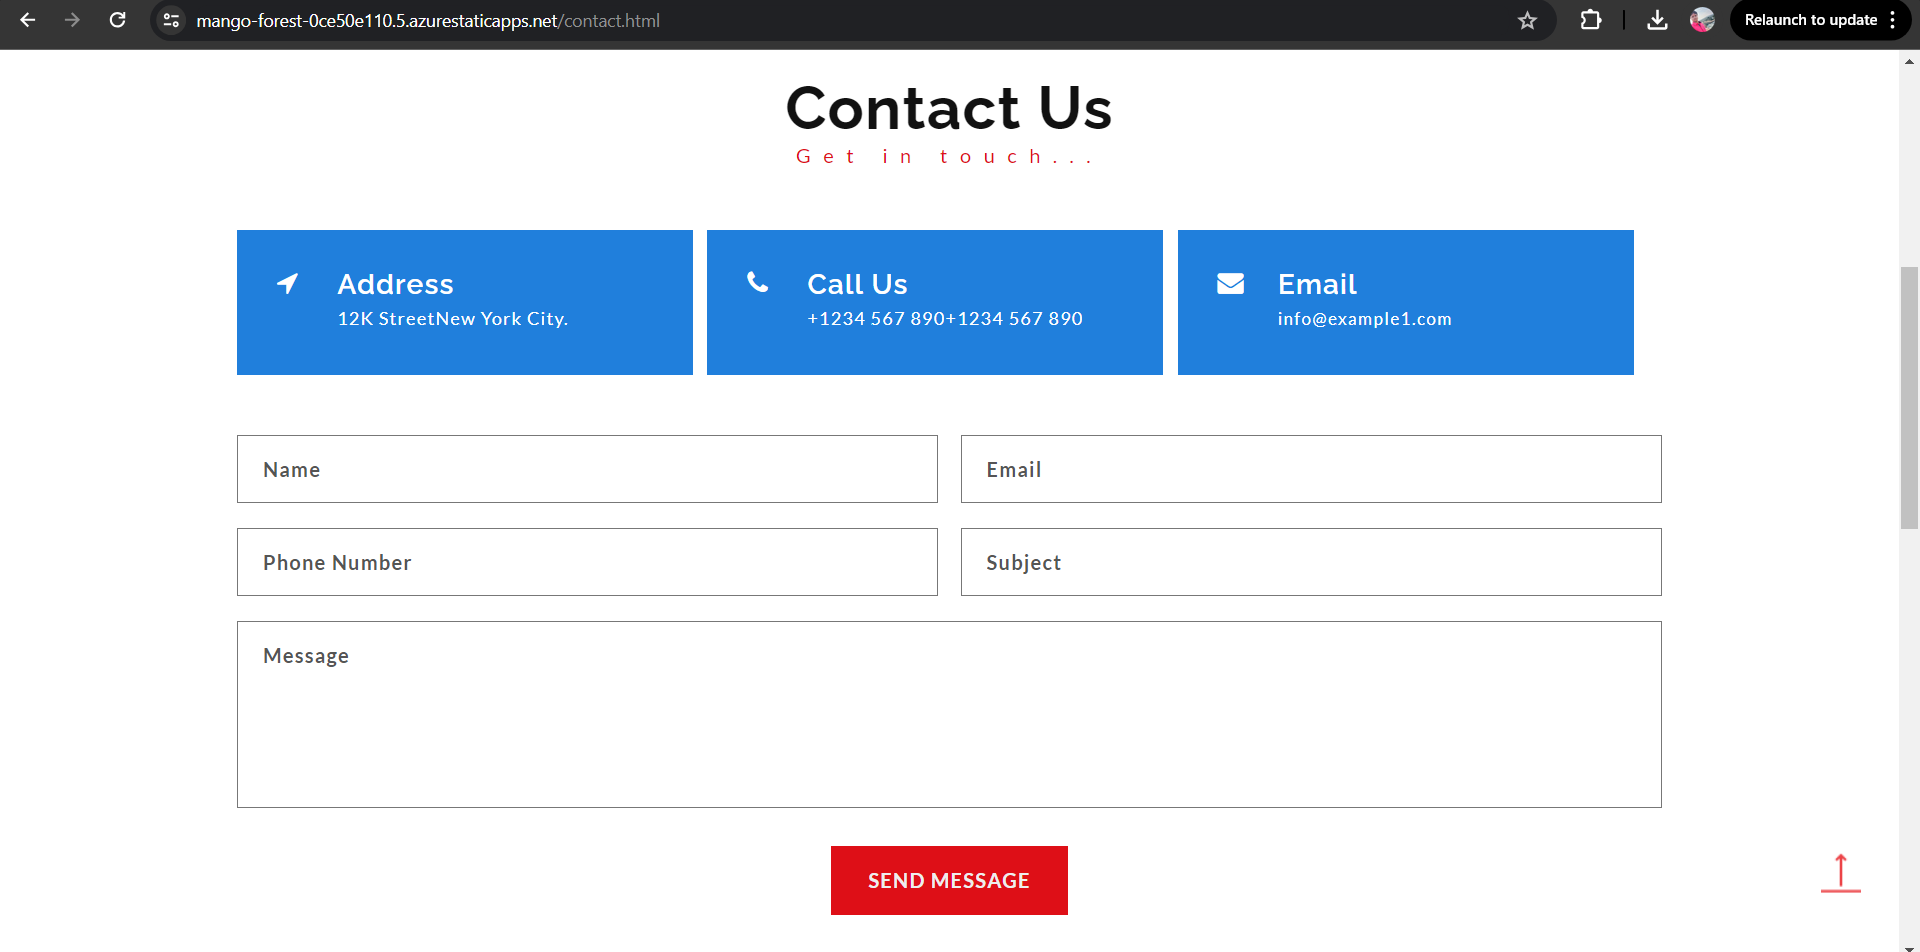 mango-forest-0ce50e110.5.azurestaticapps.net/contact.html
Relaunch to update
Contact Us
Get in touch...
Address
12K StreetNew York City.
Call Us
+1234 567 890+1234 567 890
Email
info@example1.com
Name
Email
Phone Number
Subject
Message
SEND MESSAGE